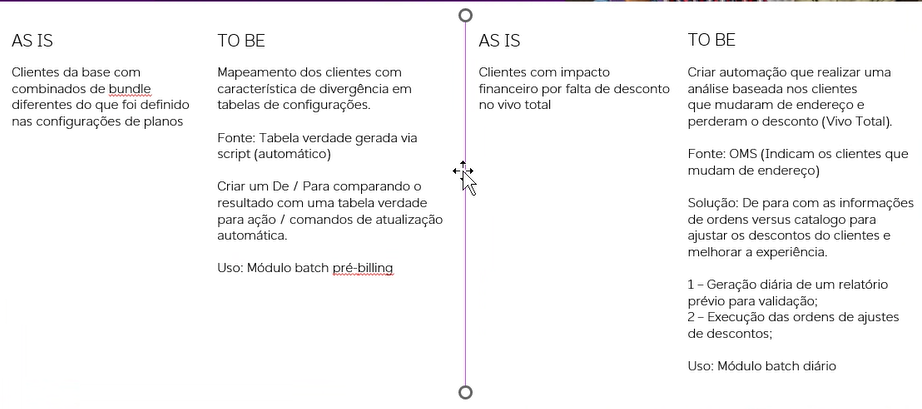 AS IS
Clientes da base com
combinados de bundle
diferentes do que foi definido
nas configurações de planos
TO BE
Mapeamento dos clientes com
característica de divergência em
tabelas de configurações.
Fonte: Tabela verdade gerada via
script (automático)
Criar um De / Para comparando o
resultado com uma tabela verdade
para ação / comandos de atualização
automática.
Uso: Módulo batch pré-billing
AS IS
Clientes com impacto
financeiro por falta de desconto
no vivo total
TO BE
Criar automação que realizar uma
análise baseada nos clientes
que mudaram de endereço e
perderam o desconto (Vivo Total).
Fonte: OMS (Indicam os clientes que
mudam de endereço)
Solução: De para com as informações
de ordens versus catalogo para
ajustar os descontos do clientes e
melhorar a experiência.
1 – Geração diária de um relatório
prévio para validação;
2 – Execução das ordens de ajustes
de descontos;
Uso: Módulo batch diário